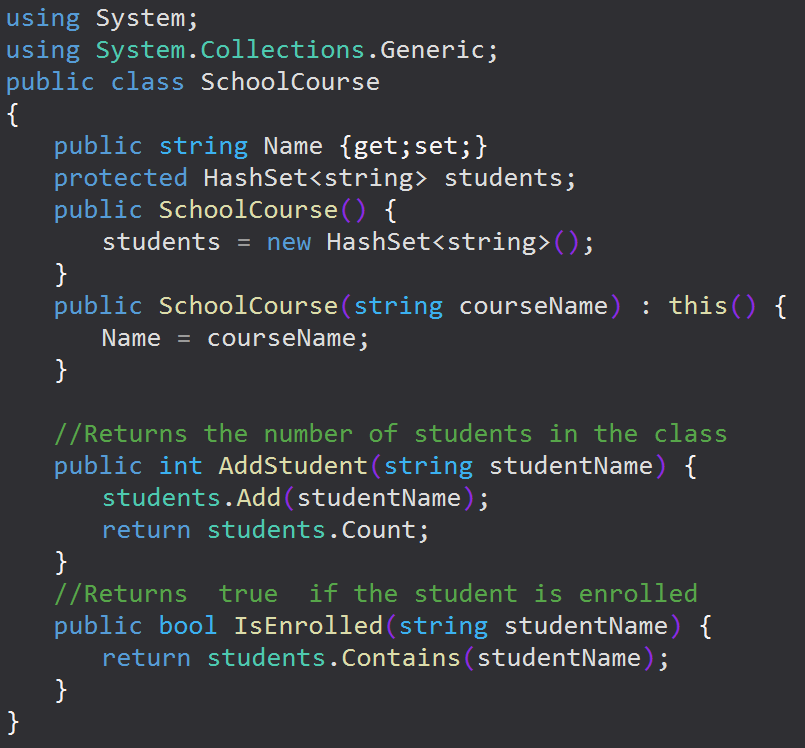 using System;
using System.Collections.Generic;
public class SchoolCourse
{
   public string Name {get;set;}
   protected HashSet<string> students;
   public SchoolCourse() {
      students = new HashSet<string>();
   }
   public SchoolCourse(string courseName) : this() {
      Name = courseName;
   }

   //Returns the number of students in the class
   public int AddStudent(string studentName) {
      students.Add(studentName);
      return students.Count;
   }
   //Returns  true  if the student is enrolled
   public bool IsEnrolled(string studentName) {
      return students.Contains(studentName);
   }
}